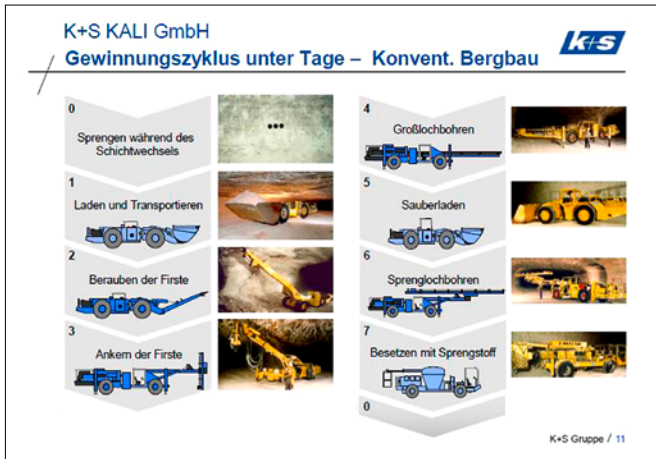 K+S KALI GmbH
Gewinnungszyklus unter Tage – Konvent. Bergbau
K+S
0
Sprengen während des
Schichtwechsels
1
Laden und Transportieren
2
Berauben der Firste
3
Ankern der Firste
4
Großlochbohren
5
Sauberladen
6
Sprenglochbohren
7
Besetzen mit Sprengstoff
0
K+S Gruppe / 11